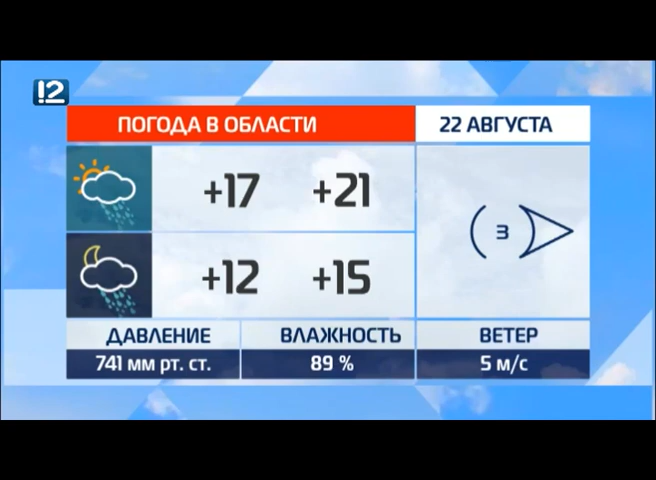 12
ПОГОДА В ОБЛАСТИ
22 АВГУСТА
+17 +21
З
+12 +15
ДАВЛЕНИЕ ВЛАЖНОСТЬ ВЕТЕР
741 мм рт. ст. 89 % 5 м/с